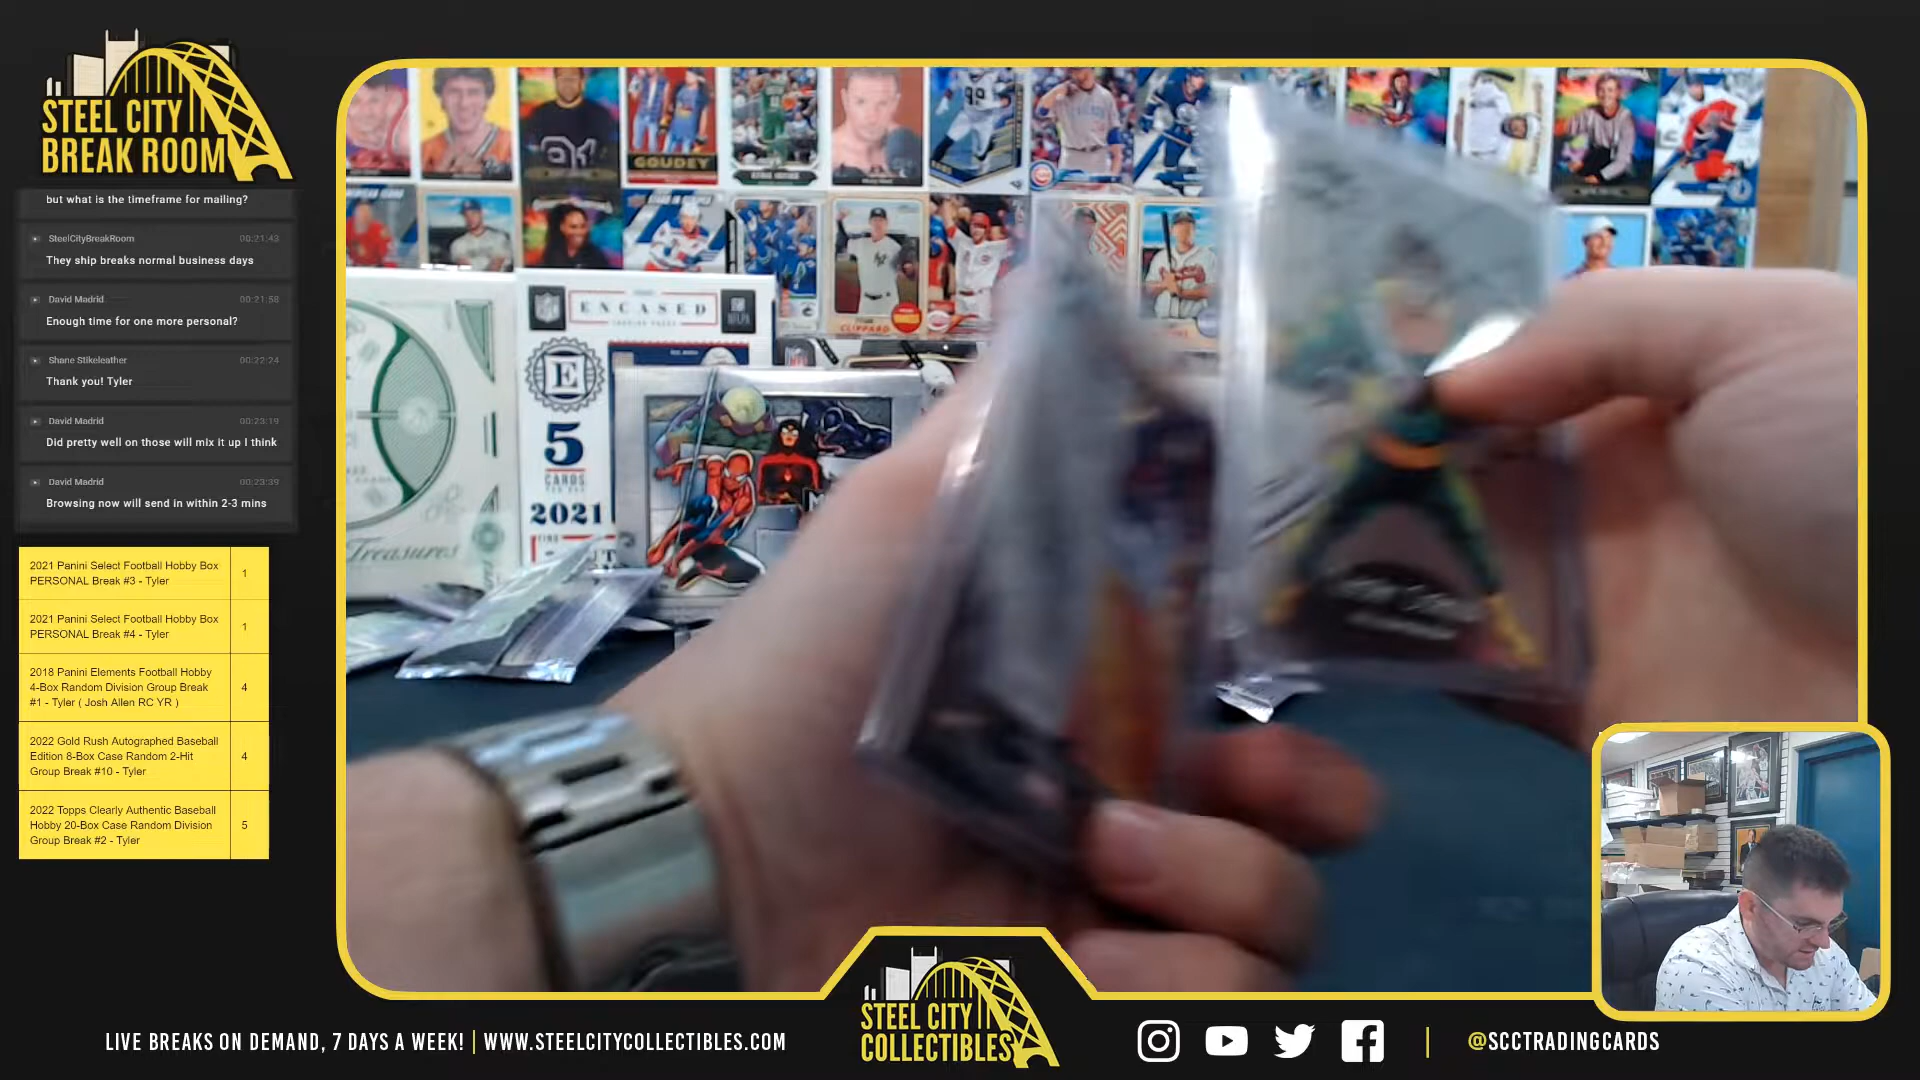 STEEL CITY
BREAK ROOM
but what is the timeframe for mailing?
SteelCityBreakRoom 00:21:43
They ship breaks normal business days
David Madrid 00:21:58
Enough time for one more personal?
Shane Stikeleather 00:22:24
Thank you! Tyler
David Madrid 00:23:19
Did pretty well on those will mix it up I think
David Madrid 00:23:39
Browsing now will send in within 2-3 mins
2021 Panini Select Football Hobby Box
PERSONAL Break #3 - Tyler 1
2021 Panini Select Football Hobby Box
PERSONAL Break #4 - Tyler 1
2018 Panini Elements Football Hobby
4-Box Random Division Group Break 4
#1 - Tyler ( Josh Allen RC YR )
2022 Gold Rush Autographed Baseball
Edition 8-Box Case Random 2-Hit 4
Group Break #10 - Tyler
2022 Topps Clearly Authentic Baseball
Hobby 20-Box Case Random Division 5
Group Break #2 - Tyler
GOUDEY
99
CLIPPARD
ENCASED
NFL
E
5
CARDS
2021
Treasures
STEEL CITY
COLLECTIBLES
LIVE BREAKS ON DEMAND, 7 DAYS A WEEK! | WWW.STEELCITYCOLLECTIBLES.COM
@SCCTRADINGCARDS